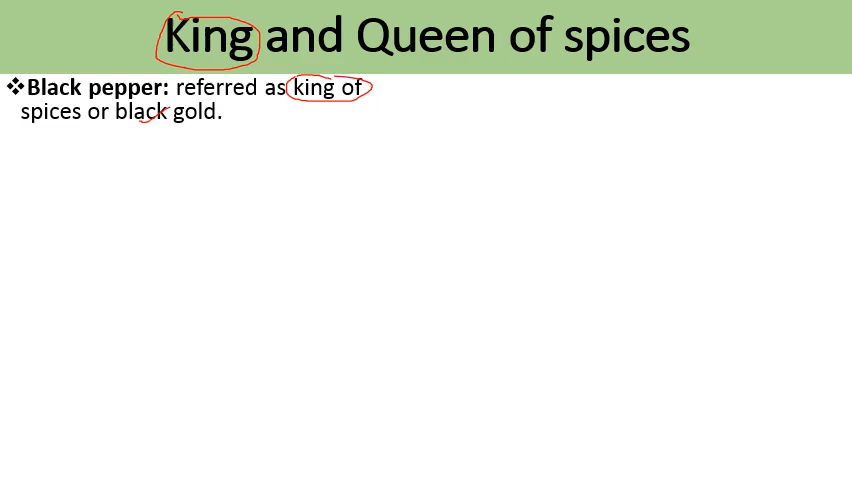 King and Queen of spices
❖Black pepper: referred as king of
spices or black gold.